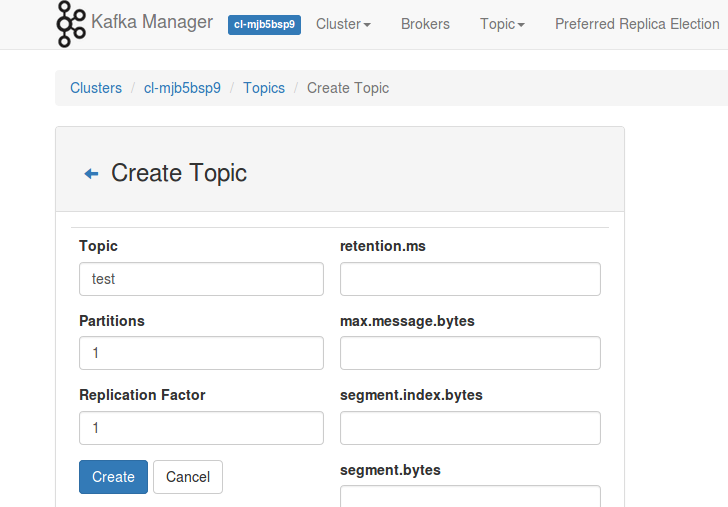 Kafka Manager cl-mjb5bsp9 Cluster Brokers Topic Preferred Replica Election
Clusters / cl-mjb5bsp9 / Topics / Create Topic
Create Topic
Topic
test
Partitions
1
Replication Factor
1
Create Cancel
retention.ms
max.message.bytes
segment.index.bytes
segment.bytes